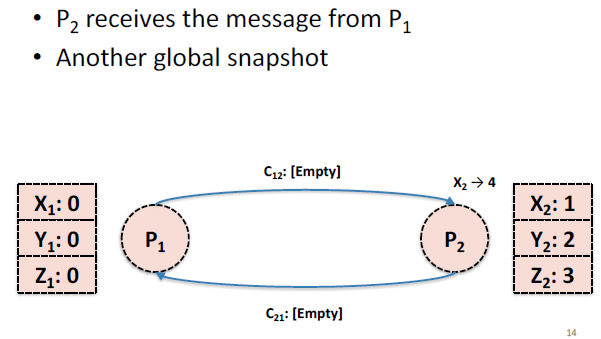 • P₂ receives the message from P₁
• Another global snapshot
C₁₂: [Empty]
X₂ → 4
X₁: 0
Y₁: 0
Z₁: 0
P₁
P₂
X₂: 1
Y₂: 2
Z₂: 3
C₂₁: [Empty]
14